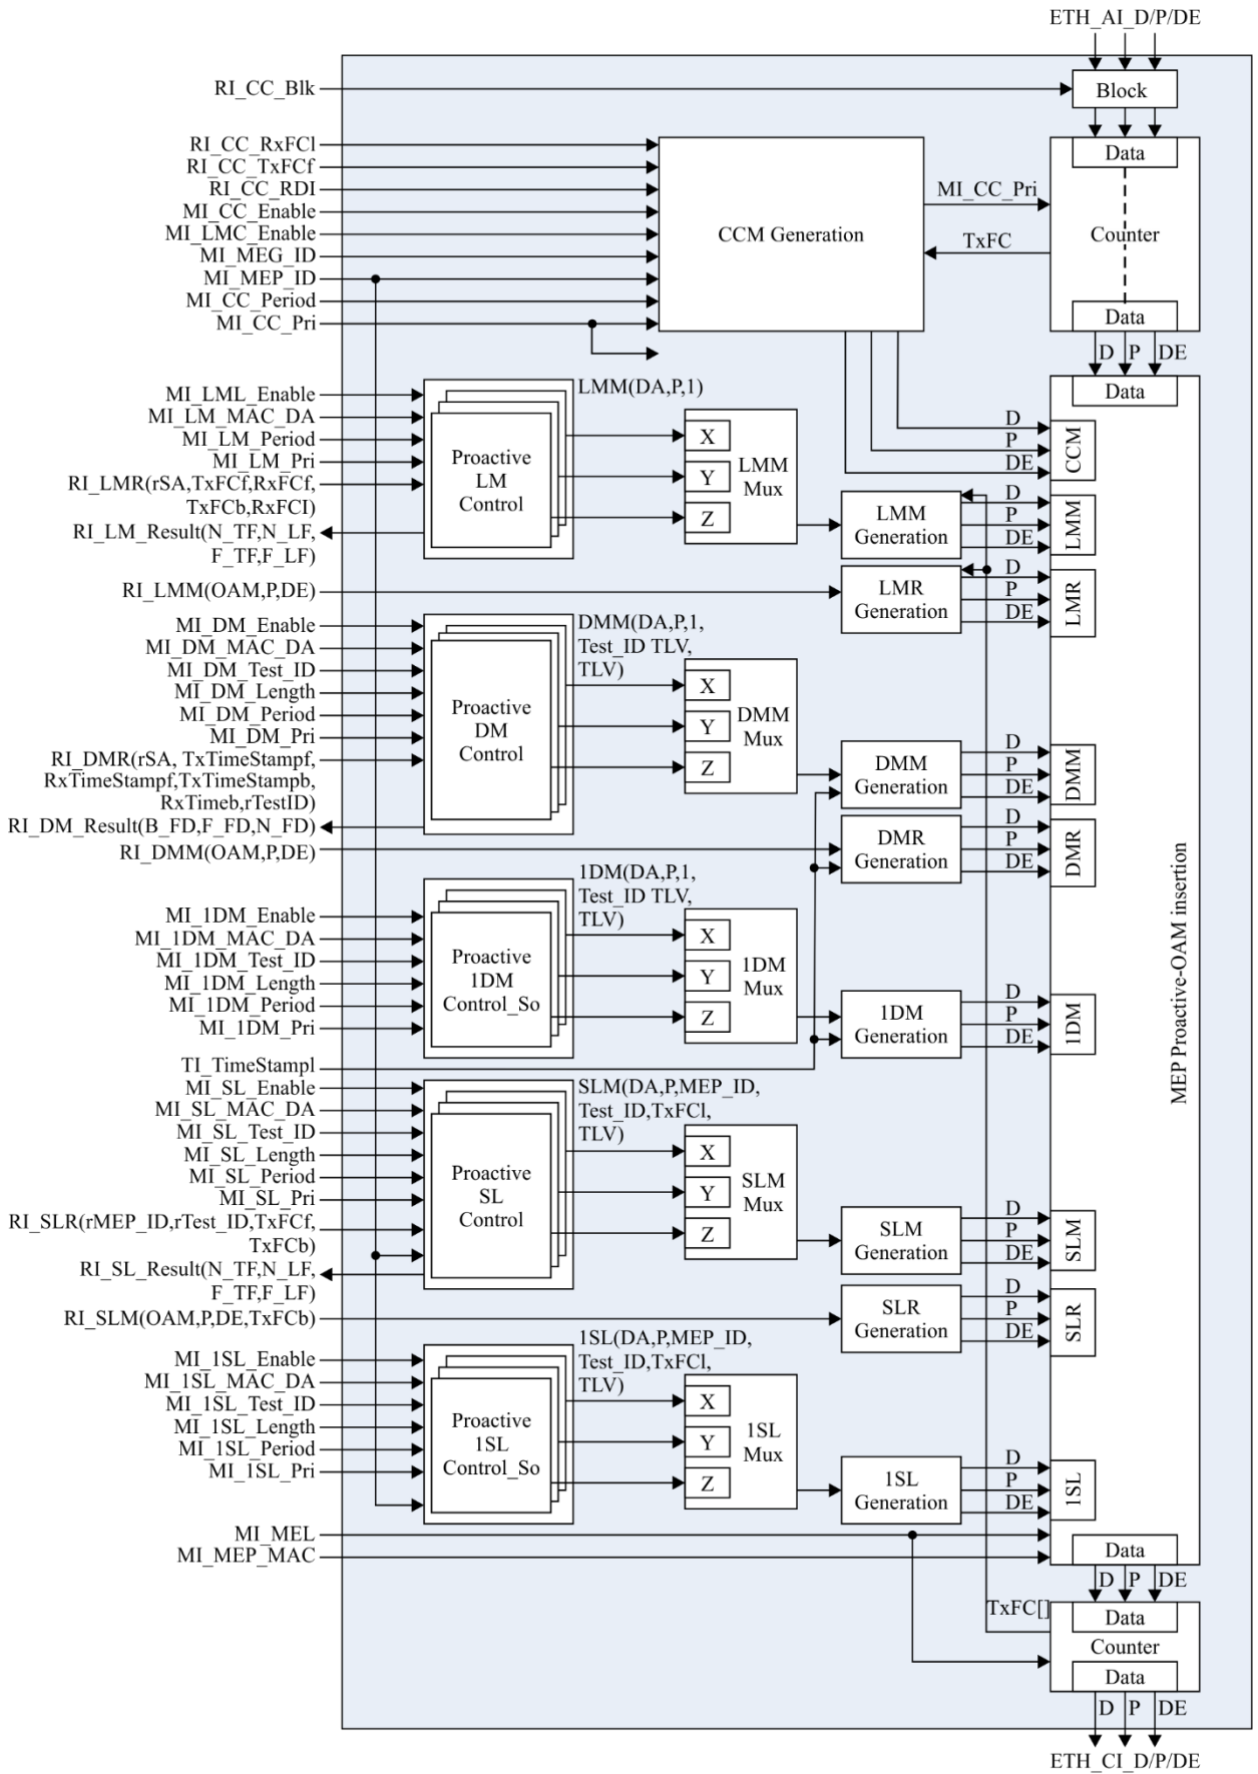 ETH_AI_D/P/DE
RI_CC_Blk
Block
RI_CC_RxFCl
RI_CC_TxFCf
RI_CC_RDI
MI_CC_Enable
MI_LMC_Enable
MI_MEG_ID
MI_MEP_ID
MI_CC_Period
MI_CC_Pri
CCM Generation
MI_CC_Pri
TxFC
Data
Counter
Data
D P DE
Data
MI_LML_Enable
MI_LM_MAC_DA
MI_LM_Period
MI_LM_Pri
RI_LMR(rSA,TxFCf,RxFCf,
TxFCb,RxFCl)
RI_LM_Result(N_TF,N_LF,
F_TF,F_LF)
Proactive
LM
Control
LMM(DA,P,1)
X
Y
Z
LMM
Mux
D
P
DE
CCM
LMM
Generation
D
P
DE
LMM
RI_LMM(OAM,P,DE)
LMR
Generation
D
P
DE
LMR
MI_DM_Enable
MI_DM_MAC_DA
MI_DM_Test_ID
MI_DM_Length
MI_DM_Period
MI_DM_Pri
RI_DMR(rSA, TxTimeStampf,
RxTimeStampf,TxTimeStampb,
RxTimeb,rTestID)
RI_DM_Result(B_FD,F_FD,N_FD)
Proactive
DM
Control
DMM(DA,P,1,
Test_ID TLV,
TLV)
X
Y
Z
DMM
Mux
DMM
Generation
D
P
DE
DMM
RI_DMM(OAM,P,DE)
DMR
Generation
D
P
DE
DMR
MEP Proactive-OAM insertion
MI_1DM_Enable
MI_1DM_MAC_DA
MI_1DM_Test_ID
MI_1DM_Length
MI_1DM_Period
MI_1DM_Pri
Proactive
1DM
Control_So
1DM(DA,P,1,
Test_ID TLV,
TLV)
X
Y
Z
1DM
Mux
1DM
Generation
D
P
DE
1DM
TI_TimeStampl
MI_SL_Enable
MI_SL_MAC_DA
MI_SL_Test_ID
MI_SL_Length
MI_SL_Period
MI_SL_Pri
RI_SLR(rMEP_ID,rTest_ID,TxFCf,
TxFCb)
RI_SL_Result(N_TF,N_LF,
F_TF,F_LF)
Proactive
SL
Control
SLM(DA,P,MEP_ID,
Test_ID,TxFCl,
TLV)
X
Y
Z
SLM
Mux
SLM
Generation
D
P
DE
SLM
RI_SLM(OAM,P,DE,TxFCb)
SLR
Generation
D
P
DE
SLR
MI_1SL_Enable
MI_1SL_MAC_DA
MI_1SL_Test_ID
MI_1SL_Length
MI_1SL_Period
MI_1SL_Pri
Proactive
1SL
Control_So
1SL(DA,P,MEP_ID,
Test_ID,TxFCl,
TLV)
X
Y
Z
1SL
Mux
1SL
Generation
D
P
DE
1SL
MI_MEL
MI_MEP_MAC
Data
D P DE
TxFC[]
Data
Counter
Data
D P DE
ETH_CI_D/P/DE